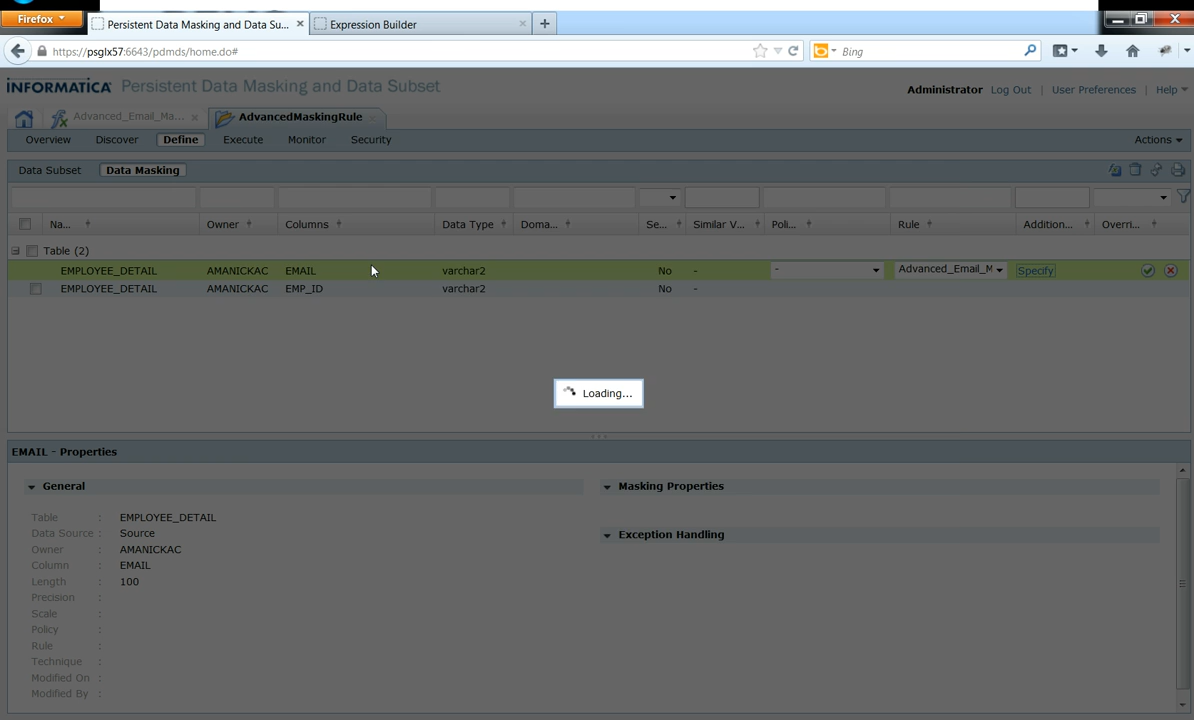 Firefox
Persistent Data Masking and Data Su...
Expression Builder
https://psglx57:6643/pdmds/home.do#
Bing
INFORMATICA Persistent Data Masking and Data Subset
Administrator Log Out | User Preferences | Help
Advanced_Email_Ma...
AdvancedMaskingRule
Overview Discover Define Execute Monitor Security Actions
Data Subset Data Masking
Na... Owner Columns Data Type Doma... Se... Similar V... Poli... Rule Addition... Overri...
Table (2)
EMPLOYEE_DETAIL AMANICKAC EMAIL varchar2 No - - Advanced_Email_M Specify
EMPLOYEE_DETAIL AMANICKAC EMP_ID varchar2 No -
Loading...
EMAIL - Properties
General
Table : EMPLOYEE_DETAIL
Data Source : Source
Owner : AMANICKAC
Column : EMAIL
Length : 100
Precision :
Scale :
Policy :
Rule :
Technique :
Modified On :
Modified By :
Masking Properties
Exception Handling